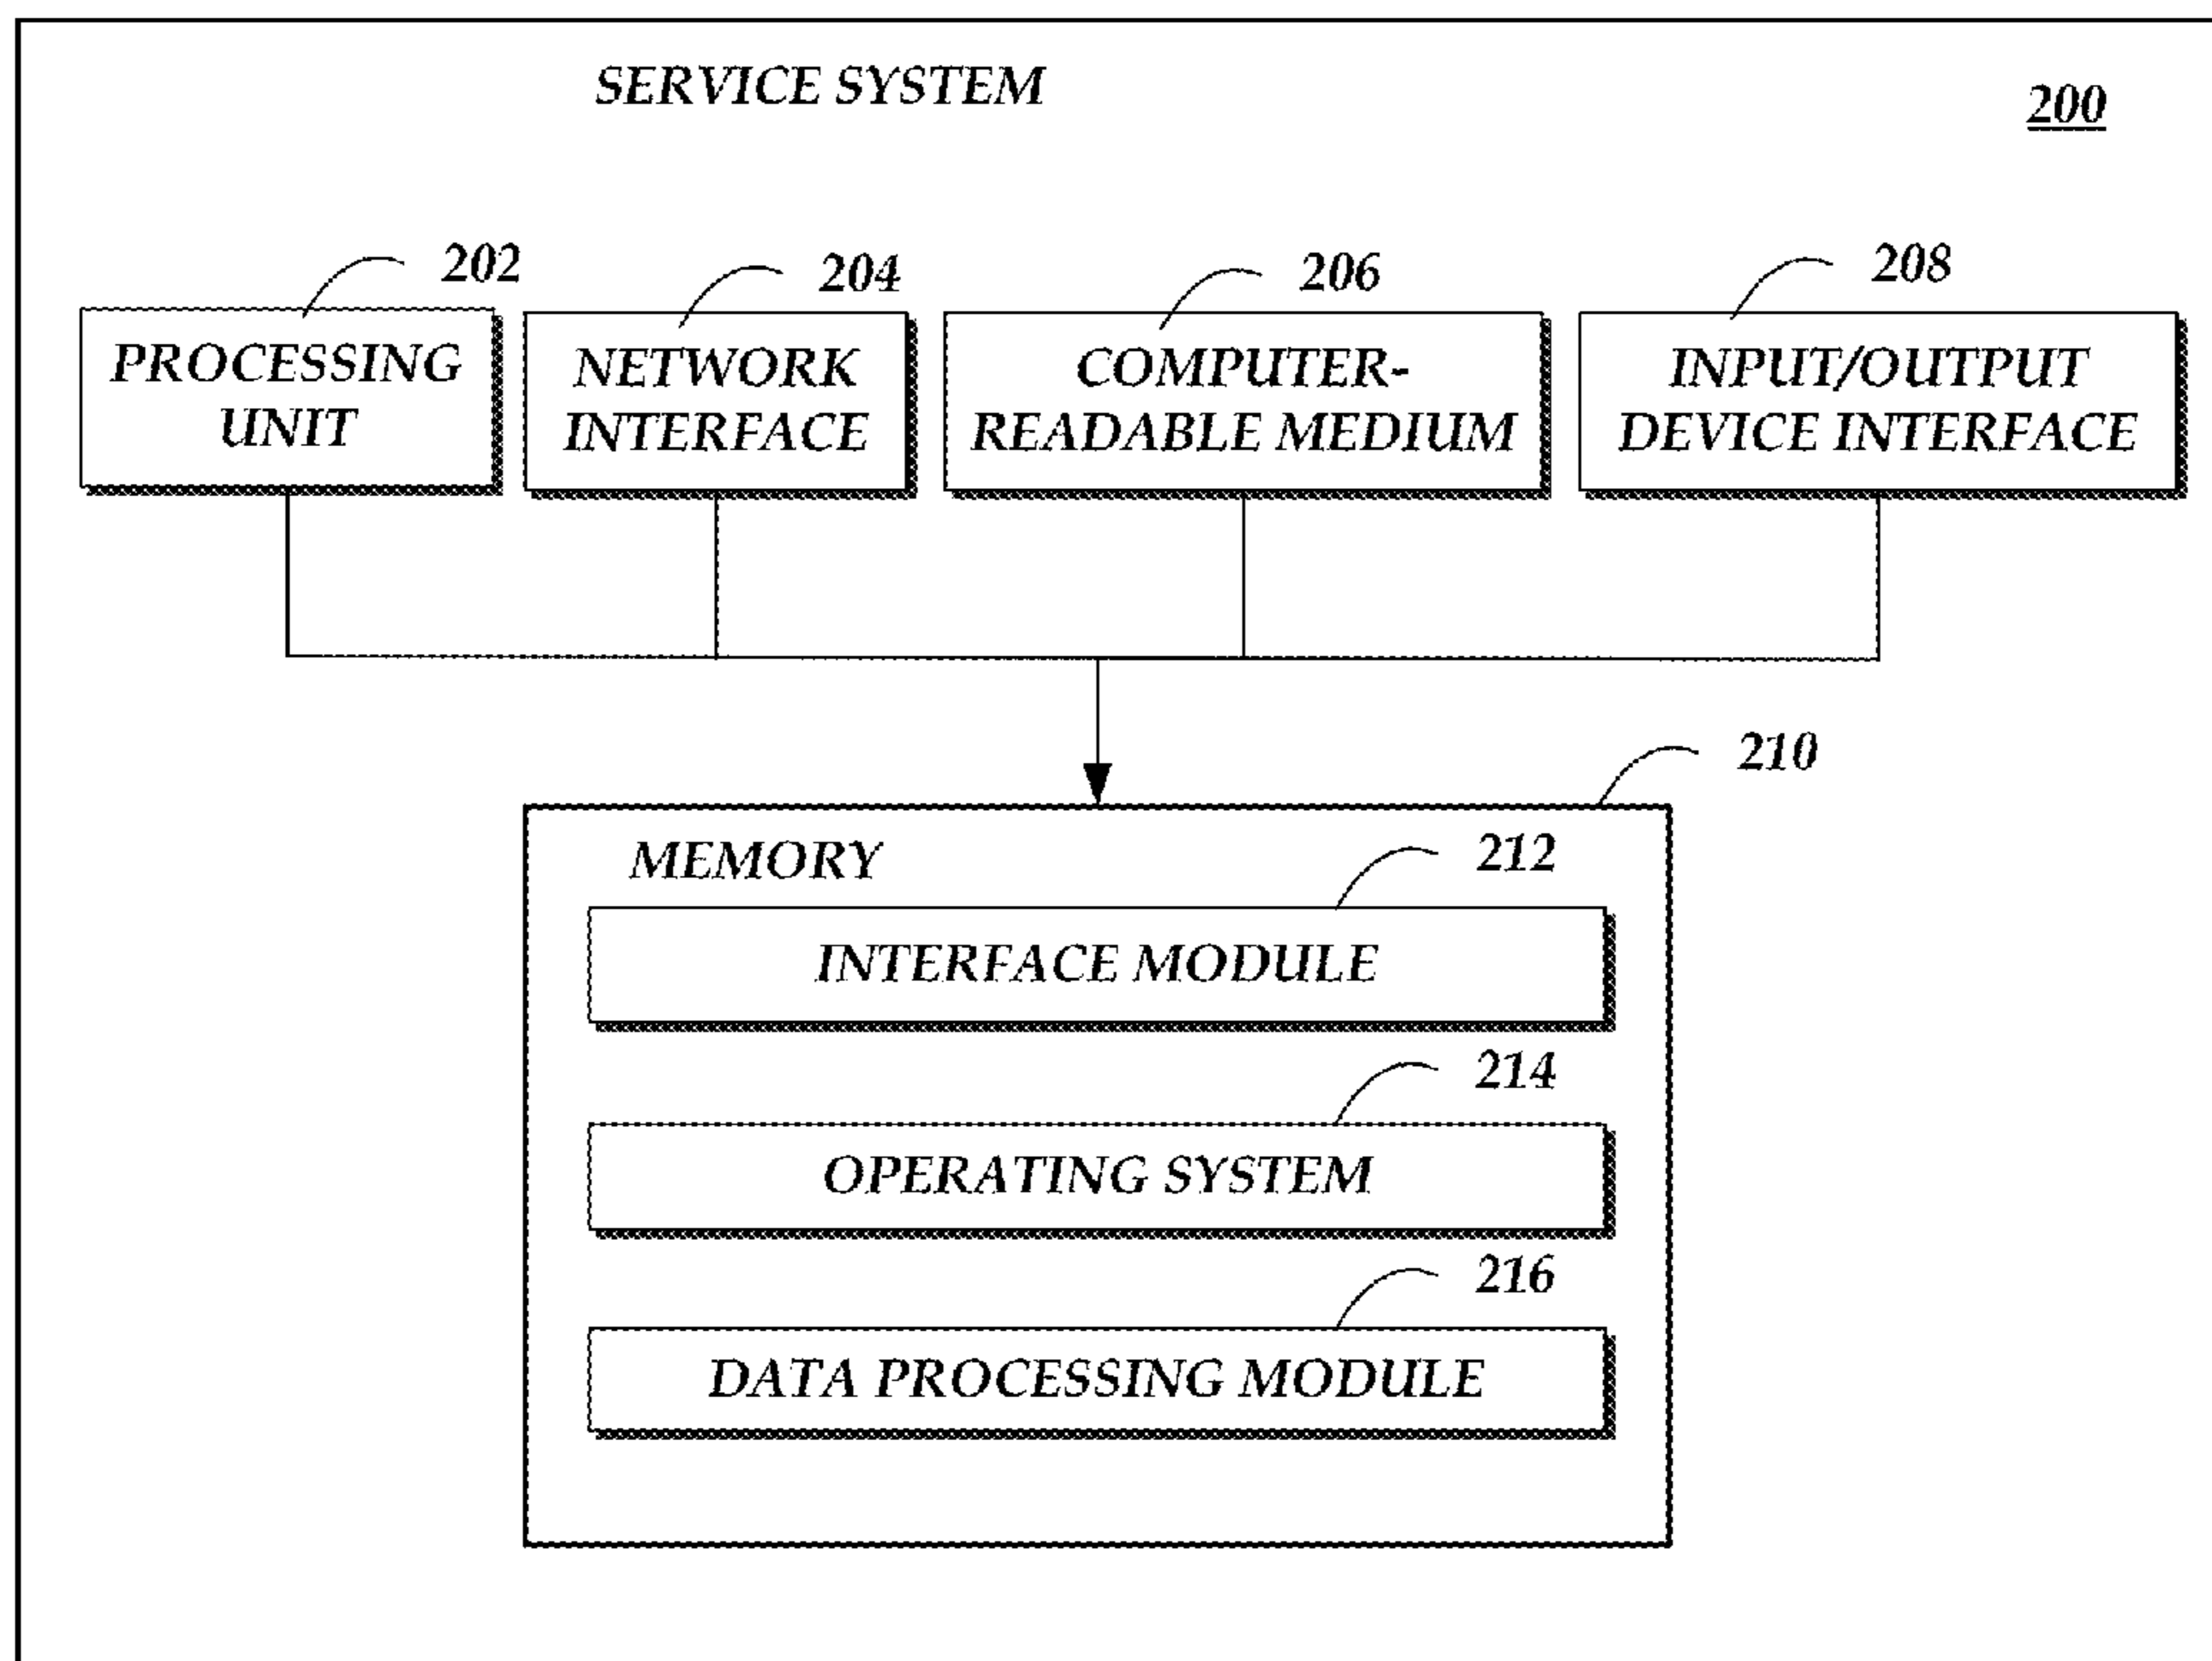 SERVICE SYSTEM
200
202
204
206
208
PROCESSING
UNIT
NETWORK
INTERFACE
COMPUTER-
READABLE MEDIUM
INPUT/OUTPUT
DEVICE INTERFACE
210
MEMORY
212
INTERFACE MODULE
214
OPERATING SYSTEM
216
DATA PROCESSING MODULE